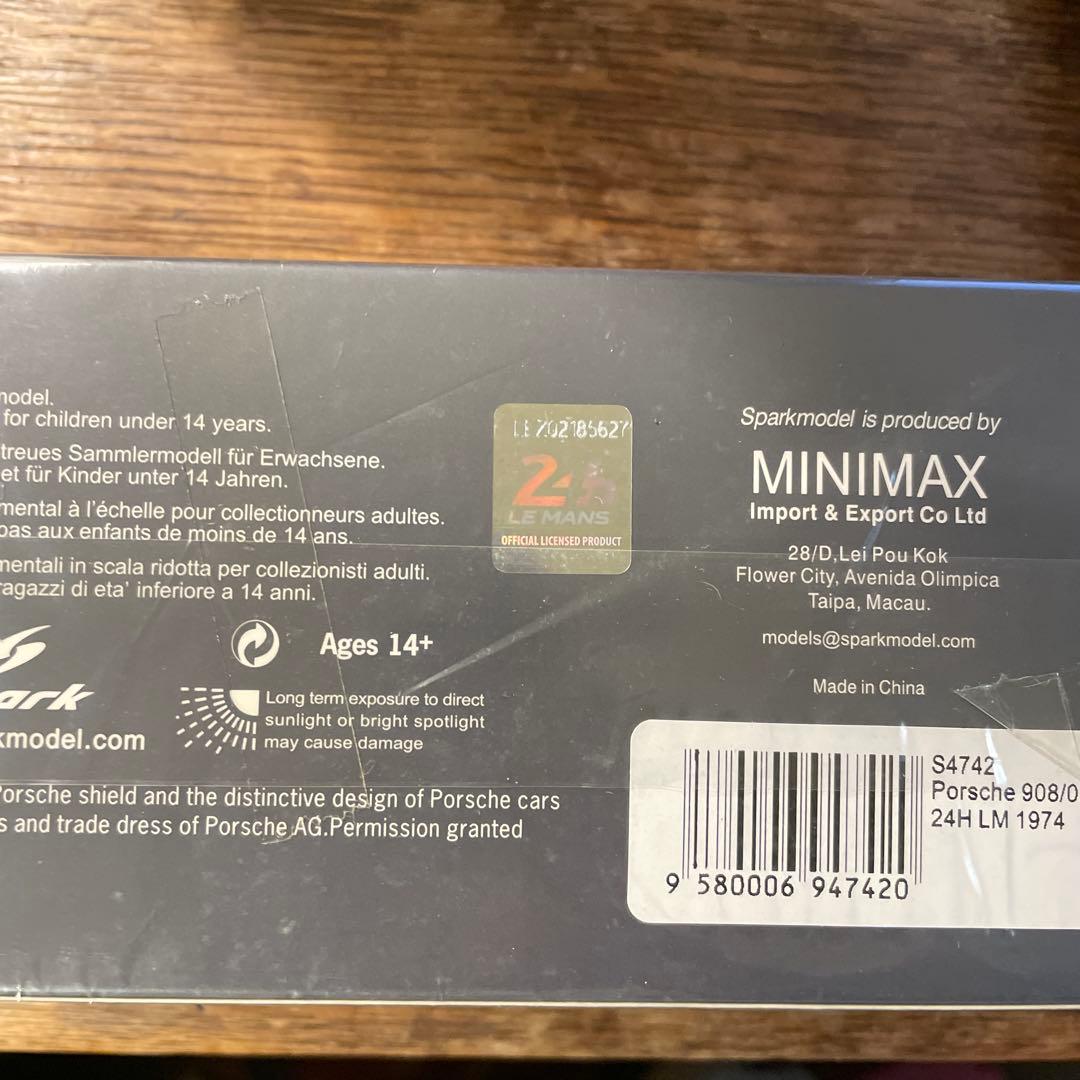 model.
for children under 14 years.
treues Sammlermodell für Erwachsene.
et für Kinder unter 14 Jahren.
mental à l'échelle pour collectionneurs adultes.
pas aux enfants de moins de 14 ans.
mentali in scala ridotta per collezionisti adulti.
ragazzi di eta' inferiore a 14 anni.
Ages 14+
ark
kmodel.com
Long term exposure to direct
sunlight or bright spotlight
may cause damage
Porsche shield and the distinctive design of Porsche cars
s and trade dress of Porsche AG.Permission granted
24
LE MANS
OFFICIAL LICENSED PRODUCT
Sparkmodel is produced by
MINIMAX
Import & Export Co Ltd
28/D,Lei Pou Kok
Flower City, Avenida Olimpica
Taipa, Macau.
models@sparkmodel.com
Made in China
S4742
Porsche 908/0
24H LM 1974
9 580006 947420